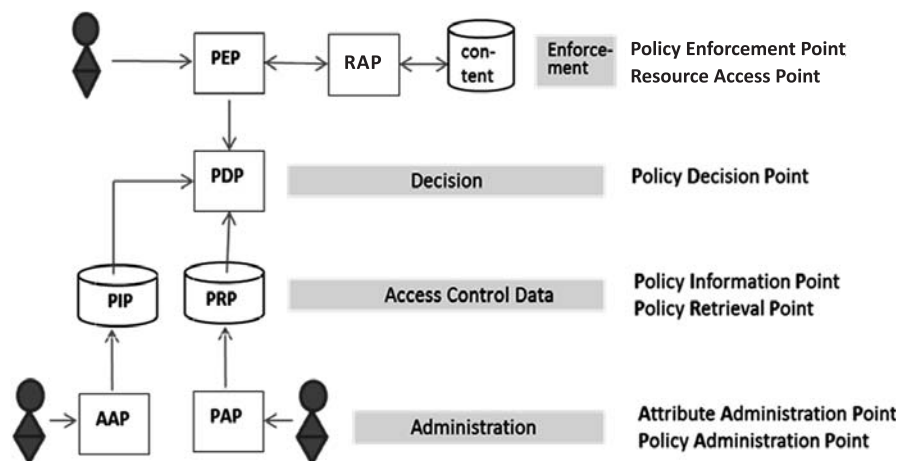 PEP
RAP
con-
tent
Enforce-
ment
Policy Enforcement Point
Resource Access Point
PDP
Decision
Policy Decision Point
PIP
PRP
Access Control Data
Policy Information Point
Policy Retrieval Point
AAP
PAP
Administration
Attribute Administration Point
Policy Administration Point